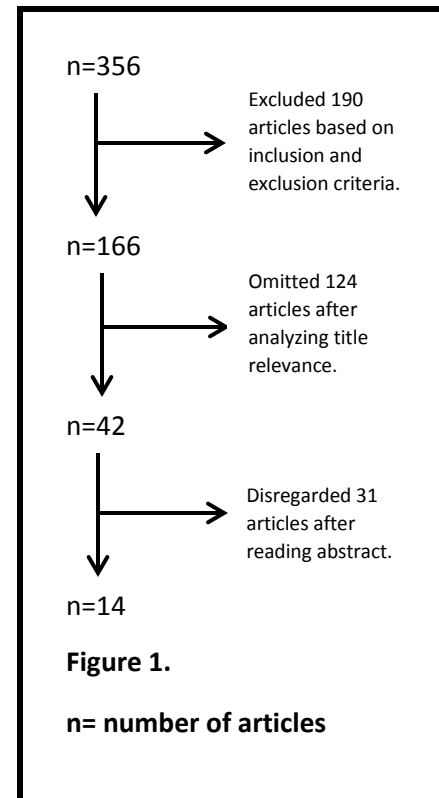 n=356
Excluded 190
articles based on
inclusion and
exclusion criteria.
n=166
Omitted 124
articles after
analyzing title
relevance.
n=42
Disregarded 31
articles after
reading abstract.
n=14
Figure 1.
n= number of articles